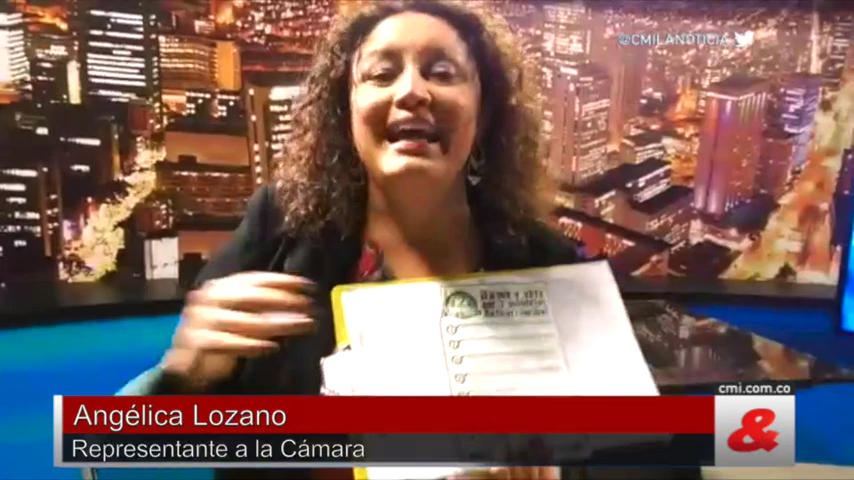 @CMILANOTICIA
cmi.com.co
Angélica Lozano
Representante a la Cámara
&